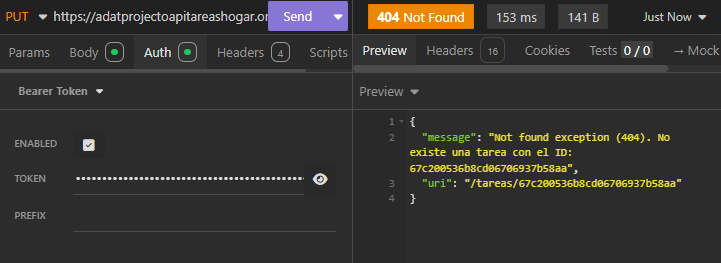 PUT https://adatprojectoapitareashogar.on Send 404 Not Found 153 ms 141 B Just Now
Params Body Auth Headers 4 Scripts
Preview Headers 16 Cookies Tests 0 / 0 → Mock
Bearer Token
ENABLED
TOKEN ••••••••••••••••••••••••••••••••••••••
PREFIX
Preview
1 {
2 "message": "Not found exception (404). No
existe una tarea con el ID:
67c200536b8cd06706937b58aa",
3 "uri": "/tareas/67c200536b8cd06706937b58aa"
4 }